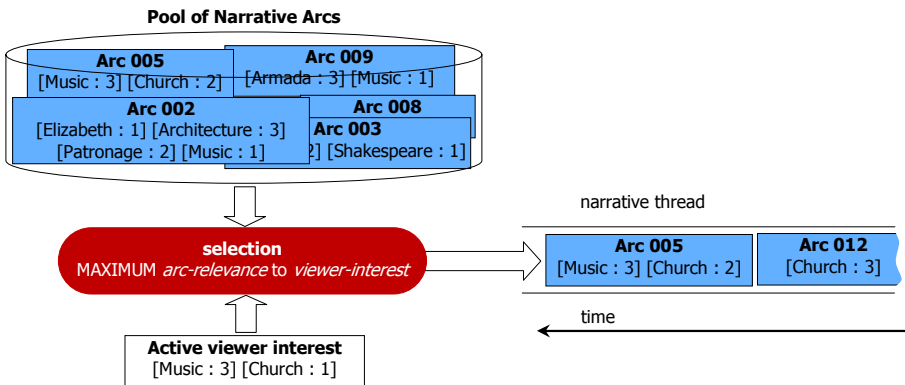 Pool of Narrative Arcs
Arc 005
[Music : 3] [Church : 2]
Arc 009
[Armada : 3] [Music : 1]
Arc 002
[Elizabeth : 1] [Architecture : 3]
[Patronage : 2] [Music : 1]
Arc 008
Arc 003
2] [Shakespeare : 1]
selection
MAXIMUM arc-relevance to viewer-interest
Active viewer interest
[Music : 3] [Church : 1]
narrative thread
Arc 005
[Music : 3] [Church : 2]
Arc 012
[Church : 3]
time